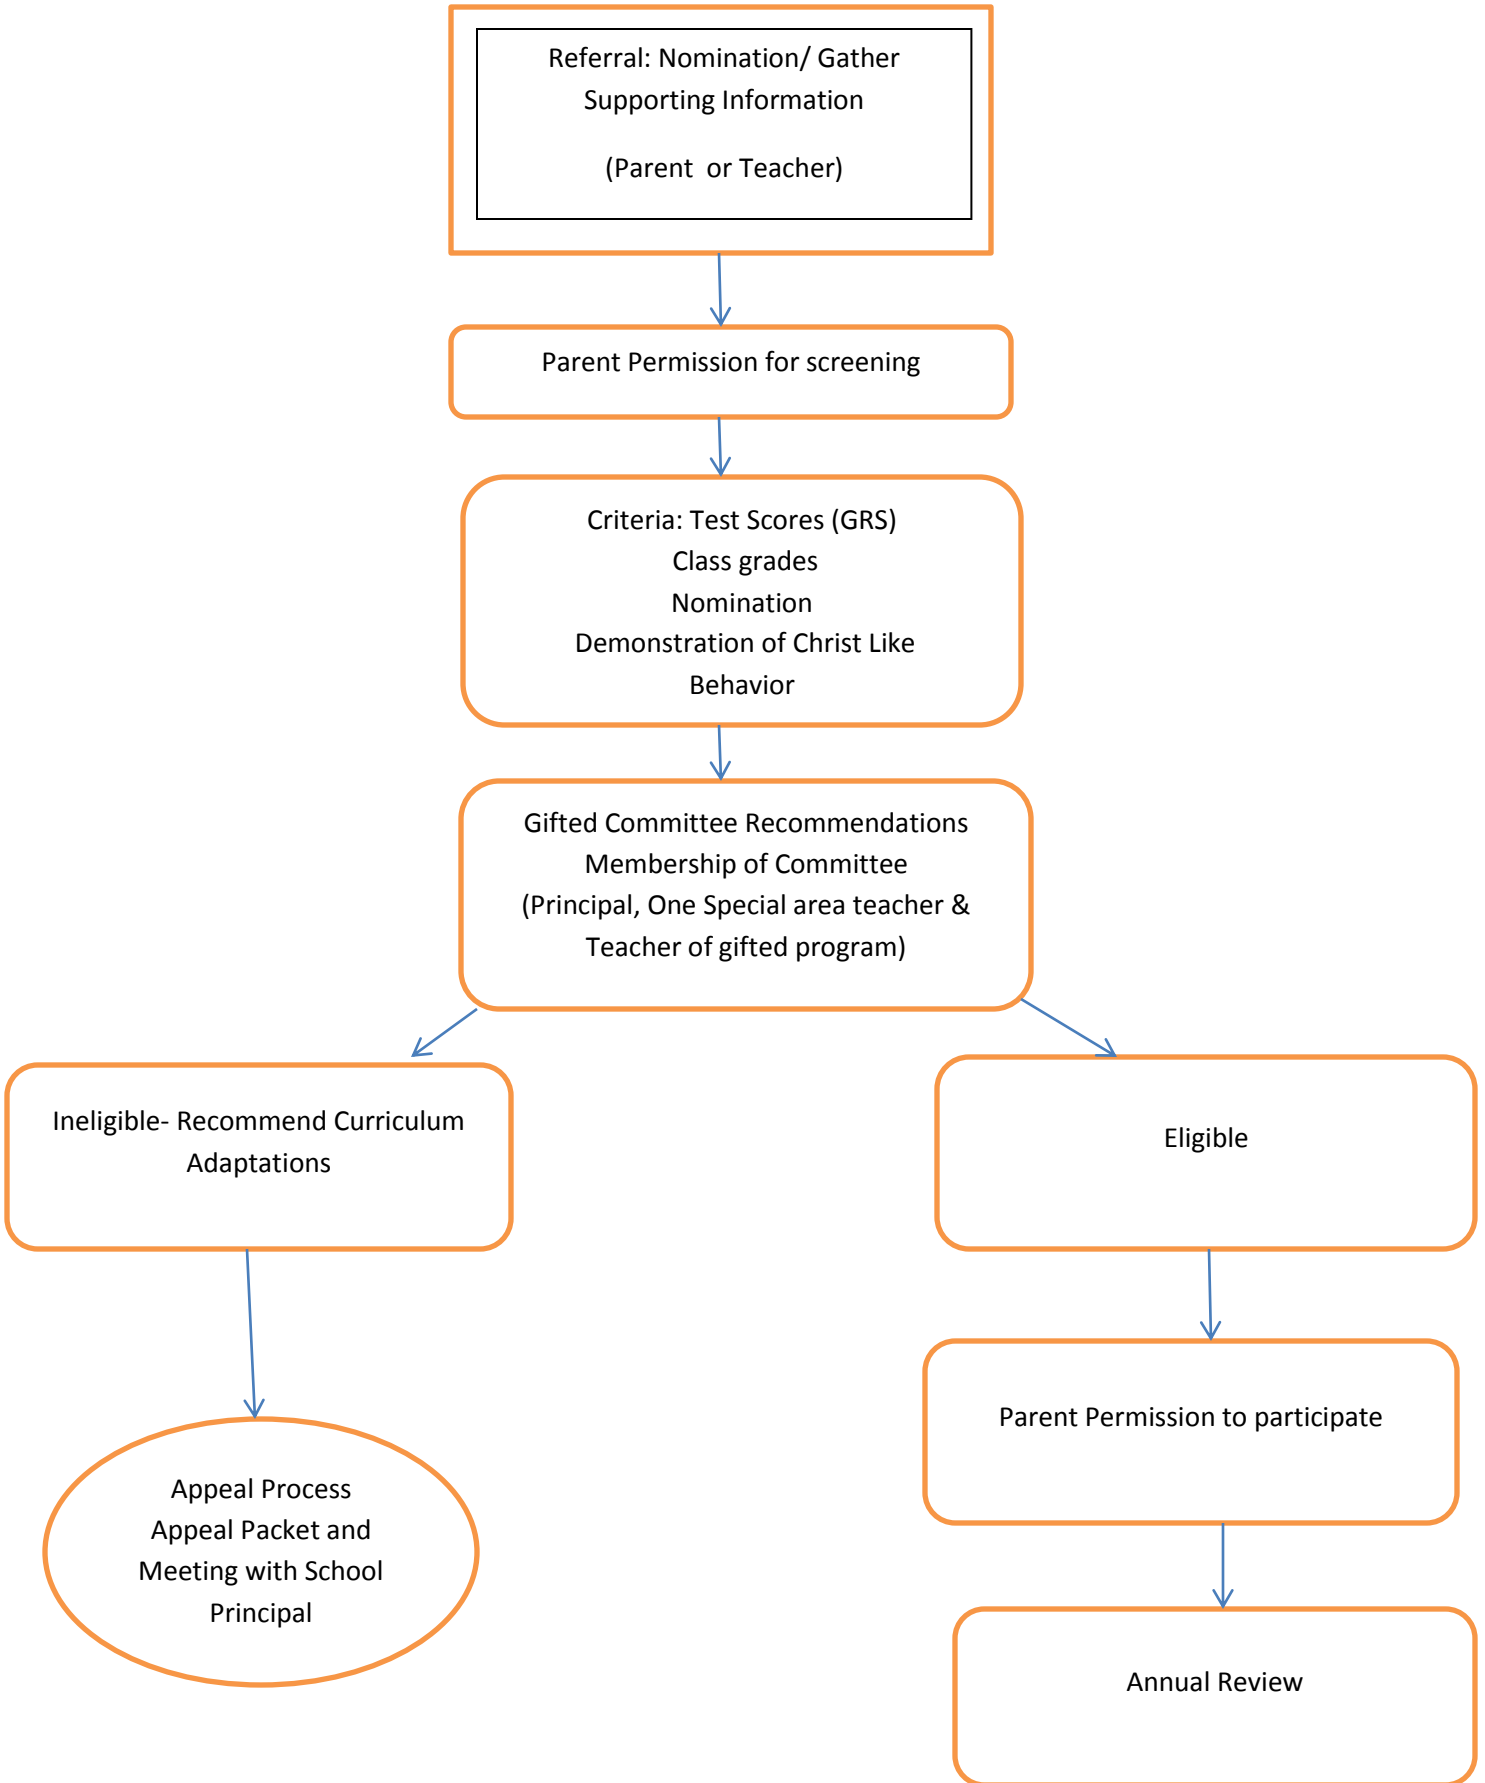 Referral: Nomination/ Gather
Supporting Information
(Parent or Teacher)
Parent Permission for screening
Criteria: Test Scores (GRS)
Class grades
Nomination
Demonstration of Christ Like
Behavior
Gifted Committee Recommendations
Membership of Committee
(Principal, One Special area teacher &
Teacher of gifted program)
Ineligible- Recommend Curriculum
Adaptations
Eligible
Parent Permission to participate
Appeal Process
Appeal Packet and
Meeting with School
Principal
Annual Review